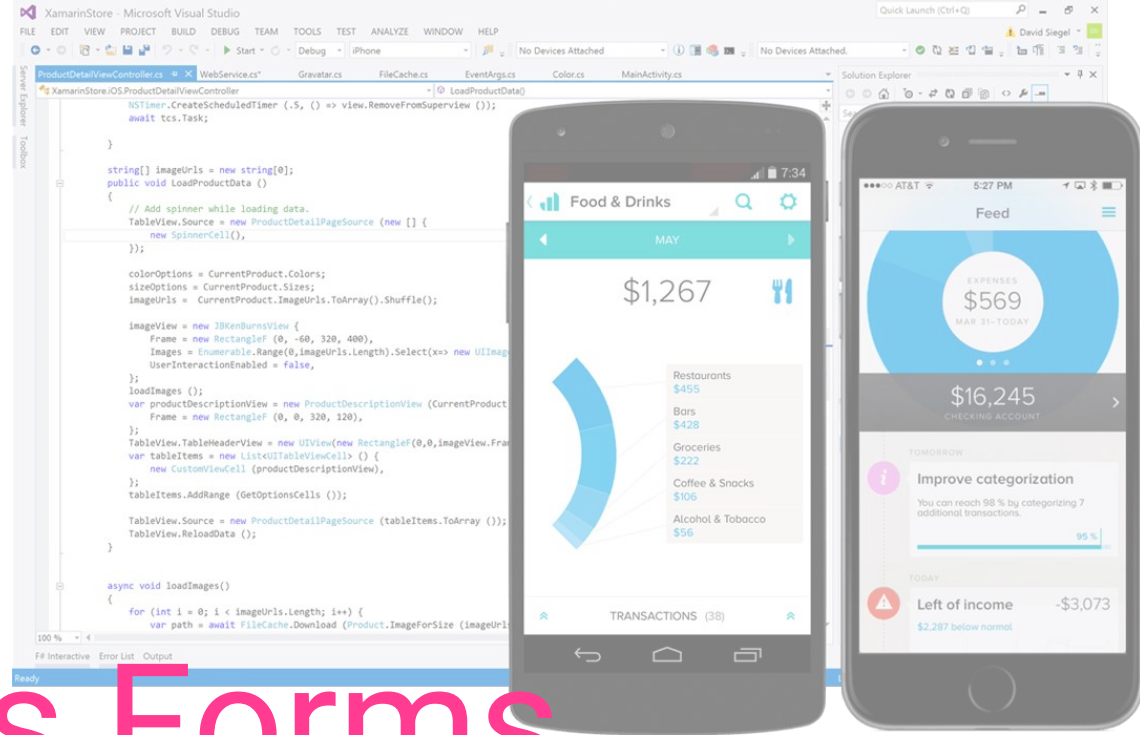 XamarinStore - Microsoft Visual Studio
Quick Launch (Ctrl+Q)
FILE EDIT VIEW PROJECT BUILD DEBUG TEAM TOOLS TEST ANALYZE WINDOW HELP
David Siegel
Start Debug iPhone No Devices Attached No Devices Attached.
Server Explorer
Toolbox
ProductDetailViewController.cs WebService.cs* Gravatar.cs FileCache.cs EventArgs.cs Color.cs MainActivity.cs
Solution Explorer
XamarinStore.iOS.ProductDetailViewController LoadProductData()
NSTimer.CreateScheduledTimer (.5, () => view.RemoveFromSuperview ());
await tcs.Task;
}
string[] imageUrls = new string[0];
public void LoadProductData ()
{
// Add spinner while loading data.
TableView.Source = new ProductDetailPageSource (new [] {
new SpinnerCell(),
});
colorOptions = CurrentProduct.Colors;
sizeOptions = CurrentProduct.Sizes;
imageUrls = CurrentProduct.ImageUrls.ToArray().Shuffle();
imageView = new JBKenBurnsView {
Frame = new RectangleF (0, -60, 320, 400),
Images = Enumerable.Range(0,imageUrls.Length).Select(x=> new UIImag
UserInteractionEnabled = false,
};
loadImages ();
var productDescriptionView = new ProductDescriptionView (CurrentProduct
Frame = new RectangleF (0, 0, 320, 120),
};
TableView.TableHeaderView = new UIView(new RectangleF(0,0,imageView.Fra
var tableItems = new List<UITableViewCell> () {
new CustomViewCell (productDescriptionView),
};
tableItems.AddRange (GetOptionsCells ());
TableView.Source = new ProductDetailPageSource (tableItems.ToArray ());
TableView.ReloadData ();
}
async void loadImages()
{
for (int i = 0; i < imageUrls.Length; i++) {
var path = await FileCache.Download (Product.ImageForSize (imageUrl
100 %
F# Interactive Error List Output
Ready
7:34
Food & Drinks
MAY
$1,267
Restaurants
$455
Bars
$428
Groceries
$222
Coffee & Snacks
$106
Alcohol & Tobacco
$56
TRANSACTIONS (38)
AT&T 5:27 PM
Feed
EXPENSES
$569
MAR 31–TODAY
$16,245
CHECKING ACCOUNT
TOMORROW
Improve categorization
You can reach 98 % by categorizing 7
additional transactions.
95 %
TODAY
Left of income -$3,073
$2,287 below normal
s Forms